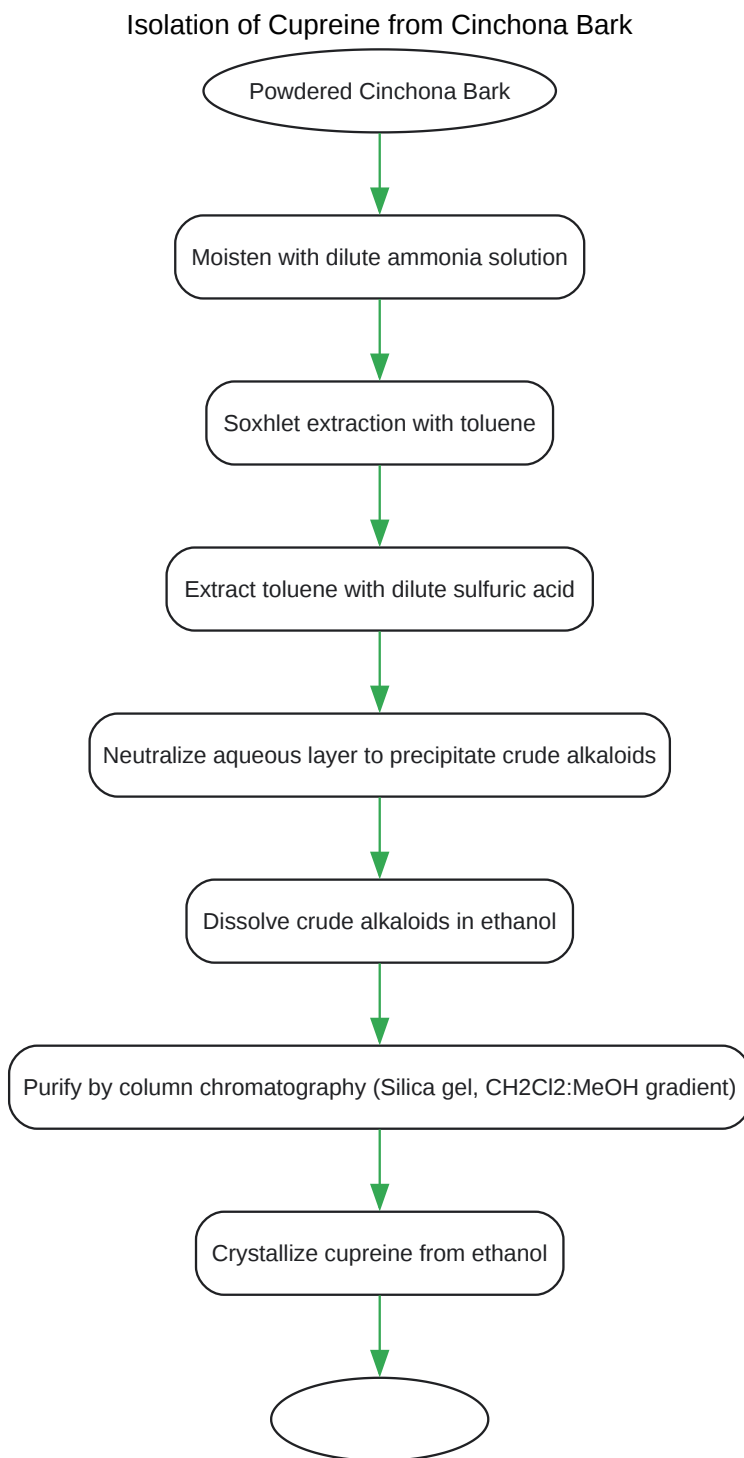 Isolation of Cupreine from Cinchona Bark
Powdered Cinchona Bark
Moisten with dilute ammonia solution
Soxhlet extraction with toluene
Extract toluene with dilute sulfuric acid
Neutralize aqueous layer to precipitate crude alkaloids
Dissolve crude alkaloids in ethanol
Purify by column chromatography (Silica gel, CH2Cl2:MeOH gradient)
Crystallize cupreine from ethanol